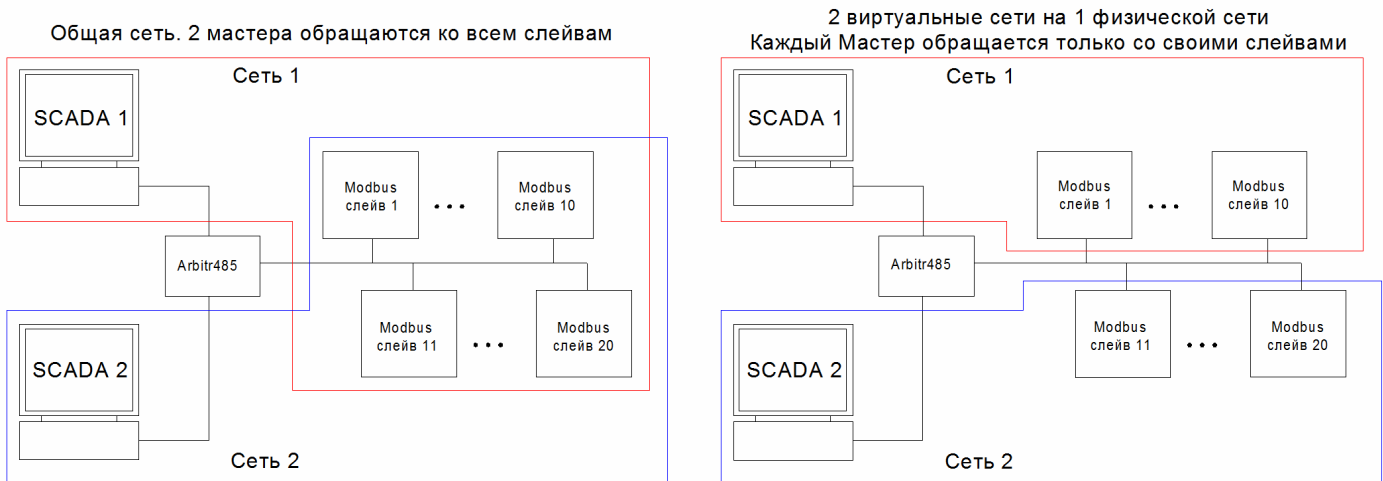 Общая сеть. 2 мастера обращаются ко всем слейвам
Сеть 1
SCADA 1
Modbus
слейв 1
Modbus
слейв 10
Arbitr485
Modbus
слейв 11
Modbus
слейв 20
SCADA 2
Сеть 2
2 виртуальные сети на 1 физической сети
Каждый Мастер обращается только со своими слейвами
Сеть 1
SCADA 1
Modbus
слейв 1
Modbus
слейв 10
Arbitr485
Modbus
слейв 11
Modbus
слейв 20
SCADA 2
Сеть 2